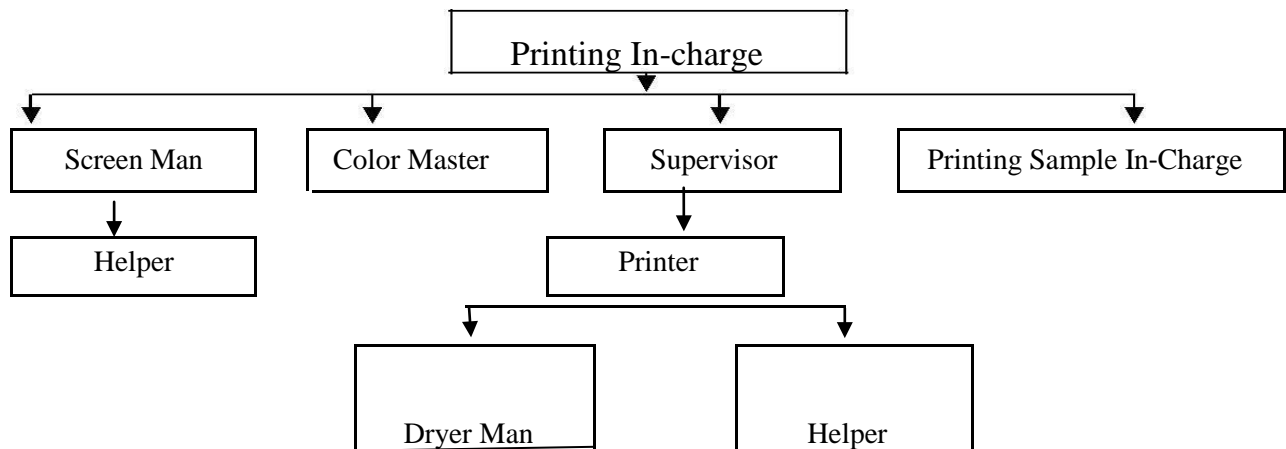 Printing In-charge
Screen Man
Color Master
Supervisor
Printing Sample In-Charge
Helper
Printer
Dryer Man
Helper